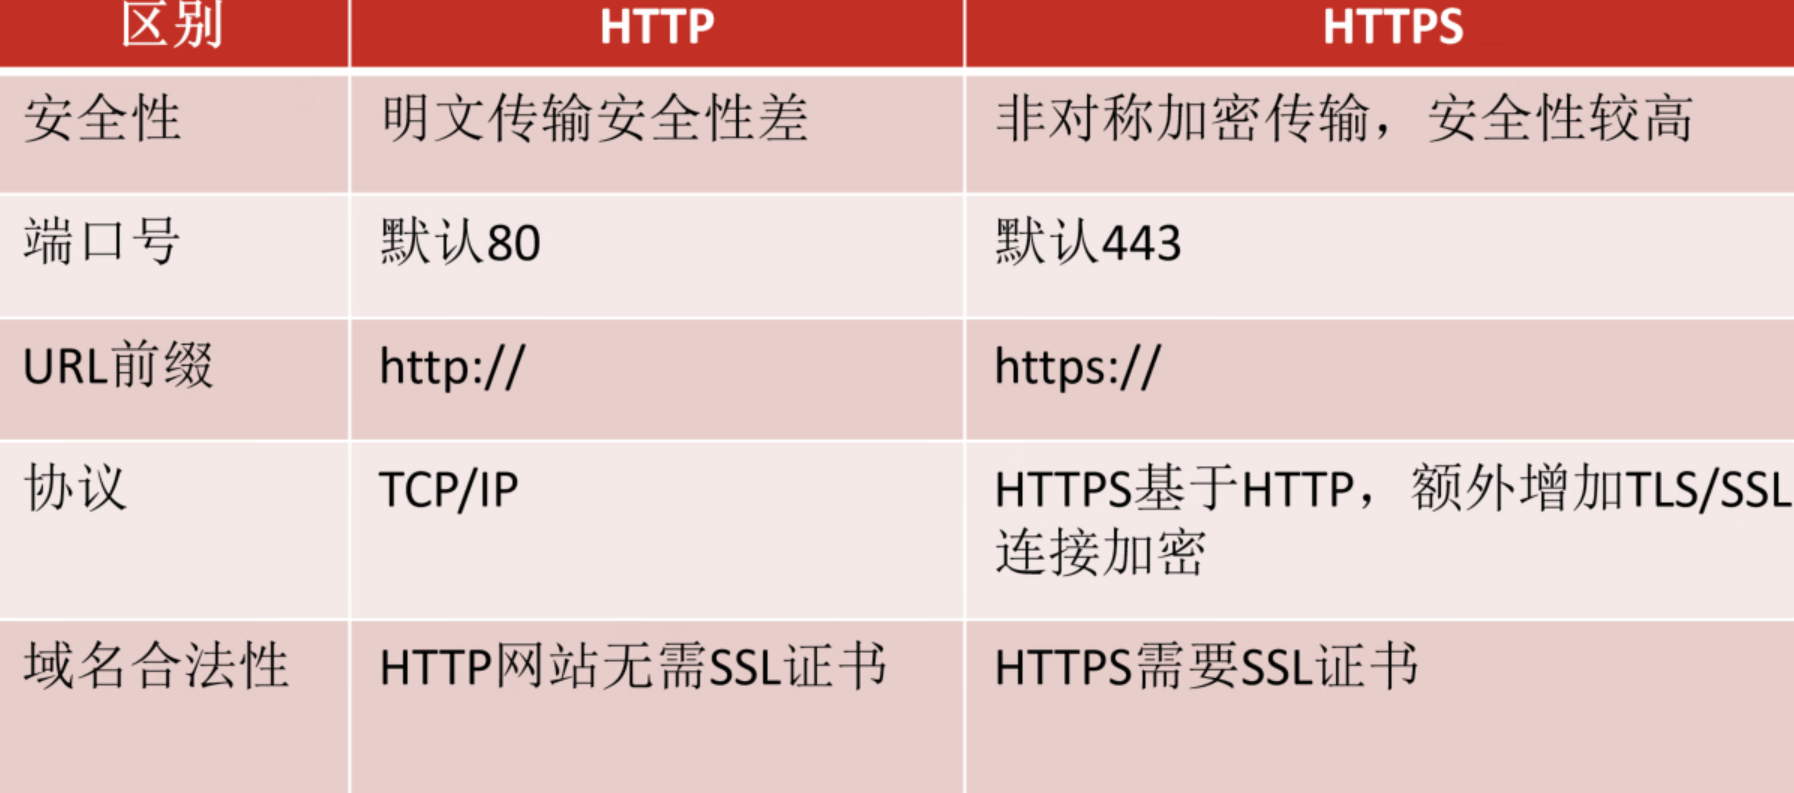 区别 HTTP HTTPS
安全性 明文传输安全性差 非对称加密传输，安全性较高
端口号 默认80 默认443
URL前缀 http:// https://
协议 TCP/IP HTTPS基于HTTP，额外增加TLS/SSL
连接加密
域名合法性 HTTP网站无需SSL证书 HTTPS需要SSL证书